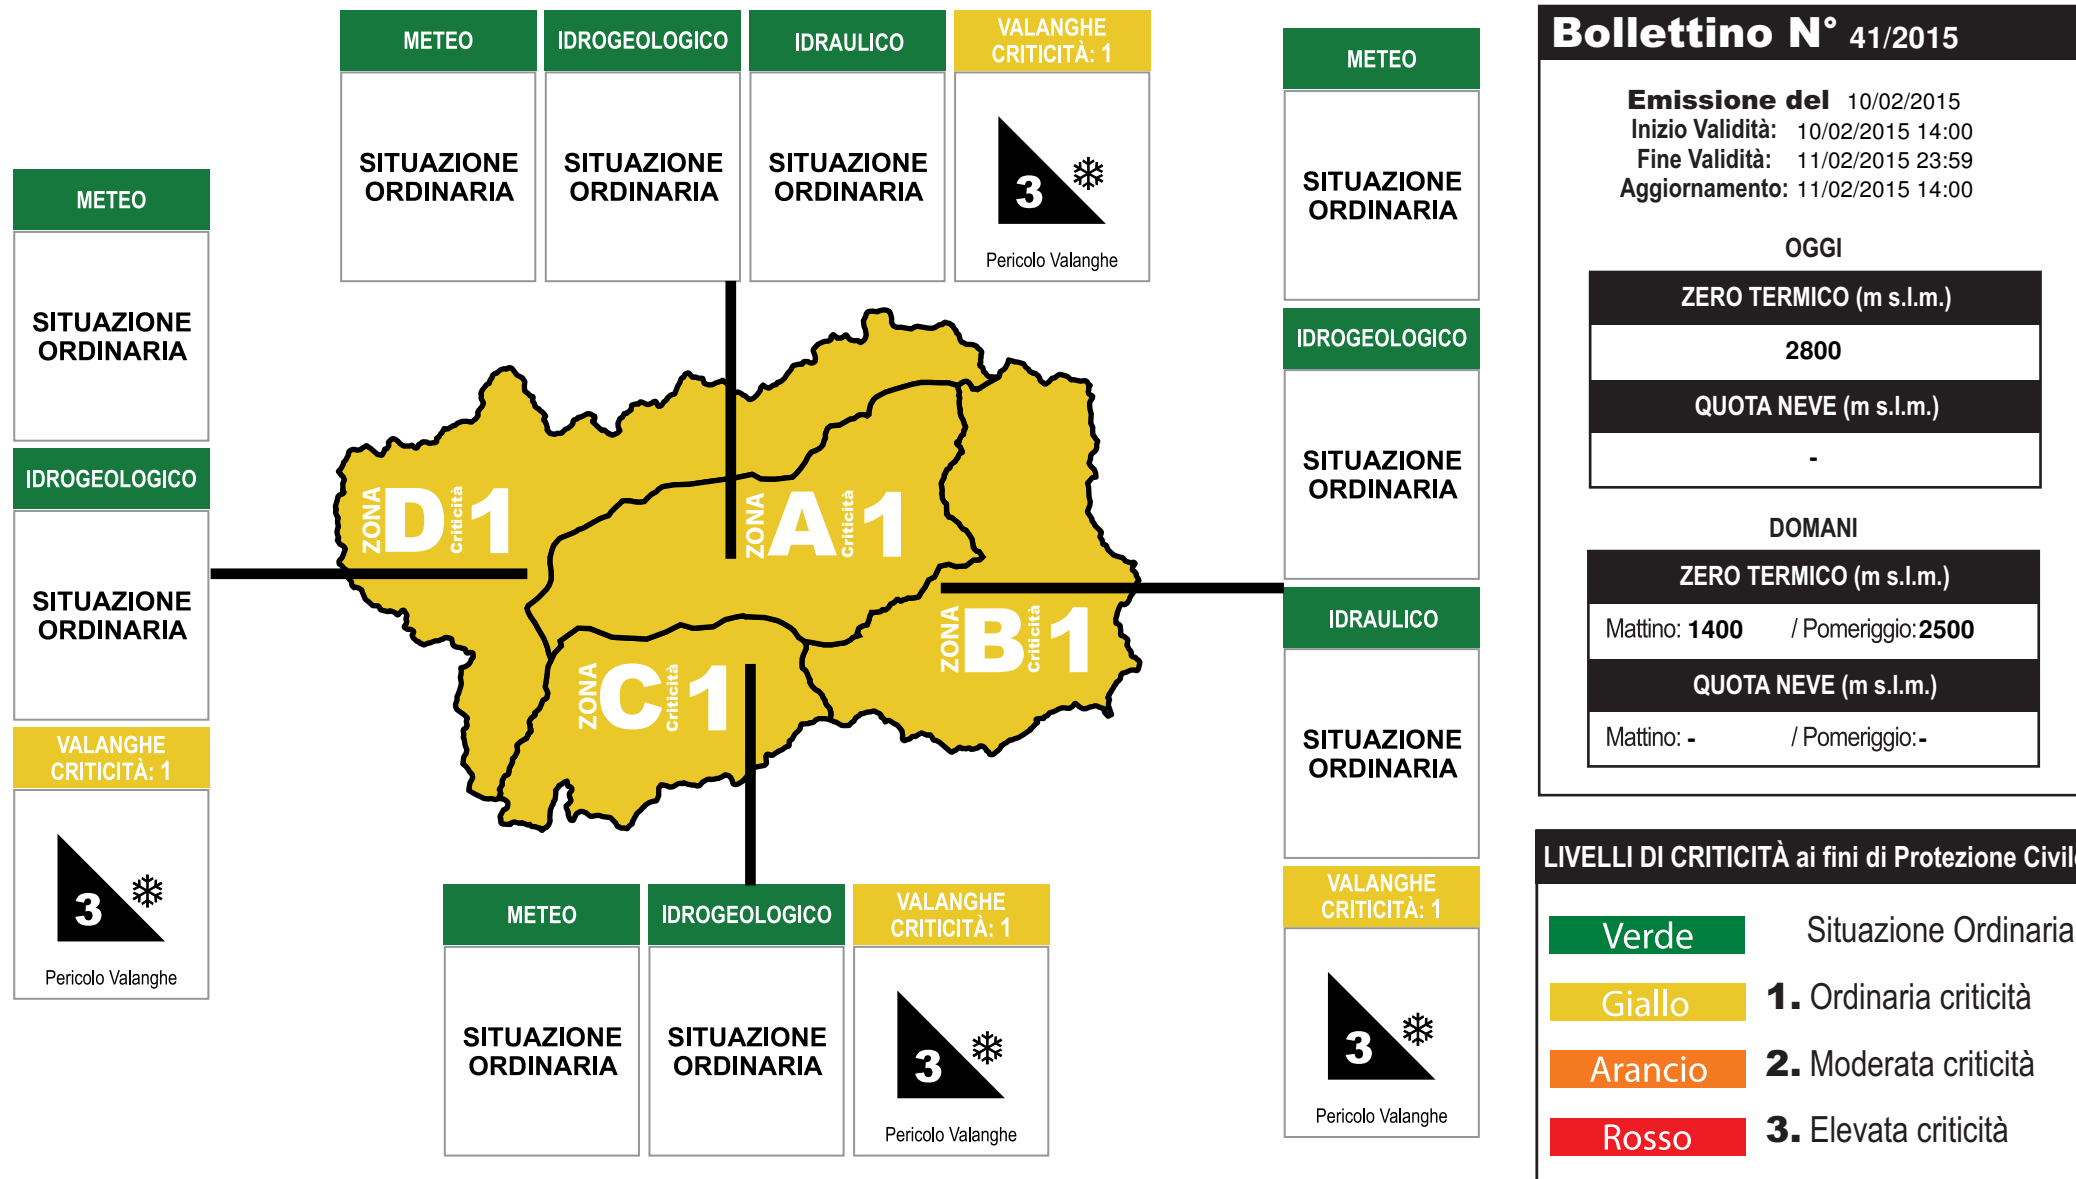 METEO
IDROGEOLOGICO
IDRAULICO
VALANGHE
CRITICITÀ: 1
SITUAZIONE
ORDINARIA
SITUAZIONE
ORDINARIA
SITUAZIONE
ORDINARIA
3
Pericolo Valanghe
METEO
SITUAZIONE
ORDINARIA
IDROGEOLOGICO
SITUAZIONE
ORDINARIA
VALANGHE
CRITICITÀ: 1
3
Pericolo Valanghe
ZONA D Criticità 1
ZONA A Criticità 1
ZONA B Criticità 1
ZONA C Criticità 1
METEO
IDROGEOLOGICO
VALANGHE
CRITICITÀ: 1
SITUAZIONE
ORDINARIA
SITUAZIONE
ORDINARIA
3
Pericolo Valanghe
METEO
SITUAZIONE
ORDINARIA
IDROGEOLOGICO
SITUAZIONE
ORDINARIA
IDRAULICO
SITUAZIONE
ORDINARIA
VALANGHE
CRITICITÀ: 1
3
Pericolo Valanghe
Bollettino N° 41/2015
Emissione del 10/02/2015
Inizio Validità: 10/02/2015 14:00
Fine Validità: 11/02/2015 23:59
Aggiornamento: 11/02/2015 14:00
OGGI
ZERO TERMICO (m s.l.m.)
2800
QUOTA NEVE (m s.l.m.)
-
DOMANI
ZERO TERMICO (m s.l.m.)
Mattino: 1400 / Pomeriggio: 2500
QUOTA NEVE (m s.l.m.)
Mattino: - / Pomeriggio: -
LIVELLI DI CRITICITÀ ai fini di Protezione Civile
Verde Situazione Ordinaria
Giallo 1. Ordinaria criticità
Arancio 2. Moderata criticità
Rosso 3. Elevata criticità